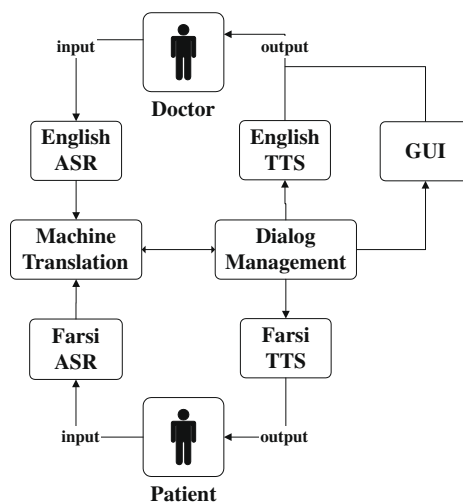 input
output
Doctor
English
ASR
English
TTS
GUI
Machine
Translation
Dialog
Management
Farsi
ASR
Farsi
TTS
input
output
Patient